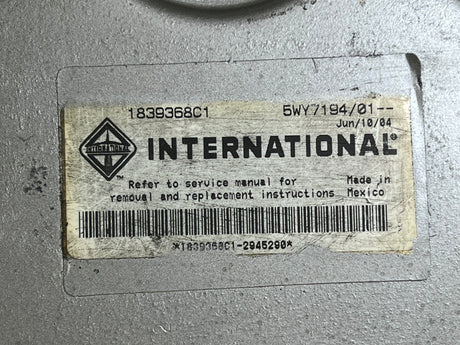 1839368C1 5WY7194/01--
Jun/10/04
INTERNATIONAL INTERNATIONAL®
Refer to service manual for Made in
removal and replacement instructions Mexico
*1839368C1-2945290*